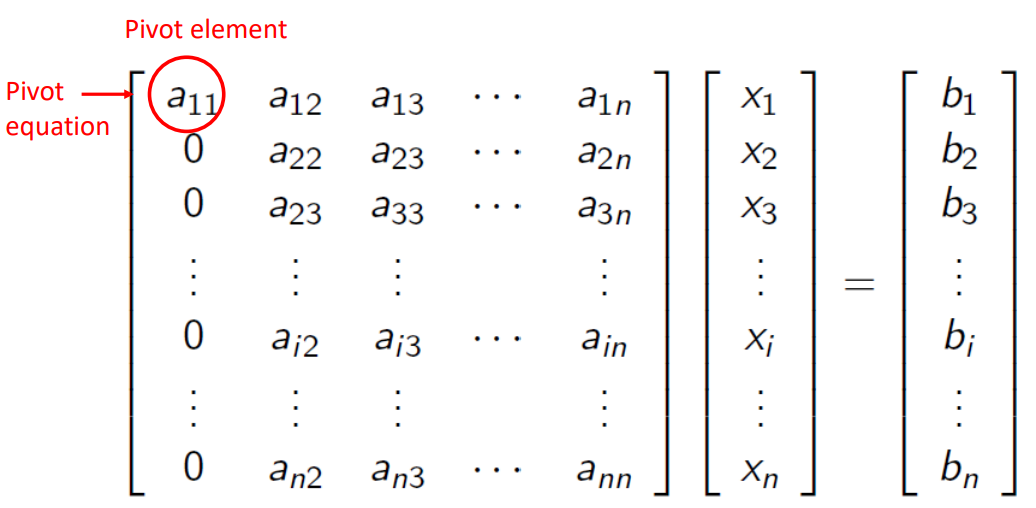 Pivot element
Pivot equation
a₁₁ a₁₂ a₁₃ ··· a₁ₙ x₁ b₁
0 a₂₂ a₂₃ ··· a₂ₙ x₂ b₂
0 a₂₃ a₃₃ ··· a₃ₙ x₃ b₃
⋮ ⋮ ⋮ ⋮ ⋮ = ⋮
0 aᵢ₂ aᵢ₃ ··· aᵢₙ xᵢ bᵢ
⋮ ⋮ ⋮ ⋮ ⋮ ⋮
0 aₙ₂ aₙ₃ ··· aₙₙ xₙ bₙ